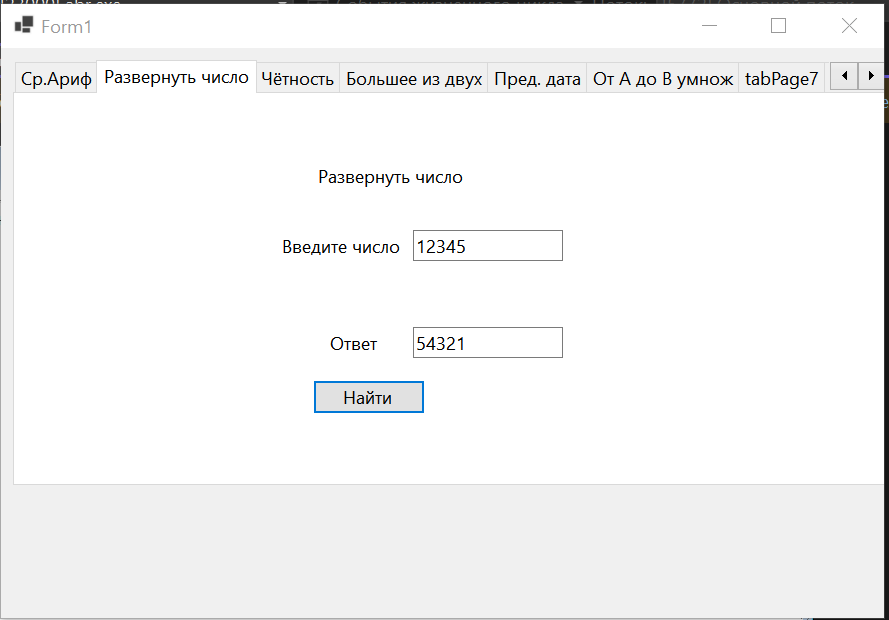 Form1
Ср.Ариф Развернуть число Чётность Большее из двух Пред. дата От А до В умнож tabPage7
Развернуть число
Введите число 12345
Ответ 54321
Найти